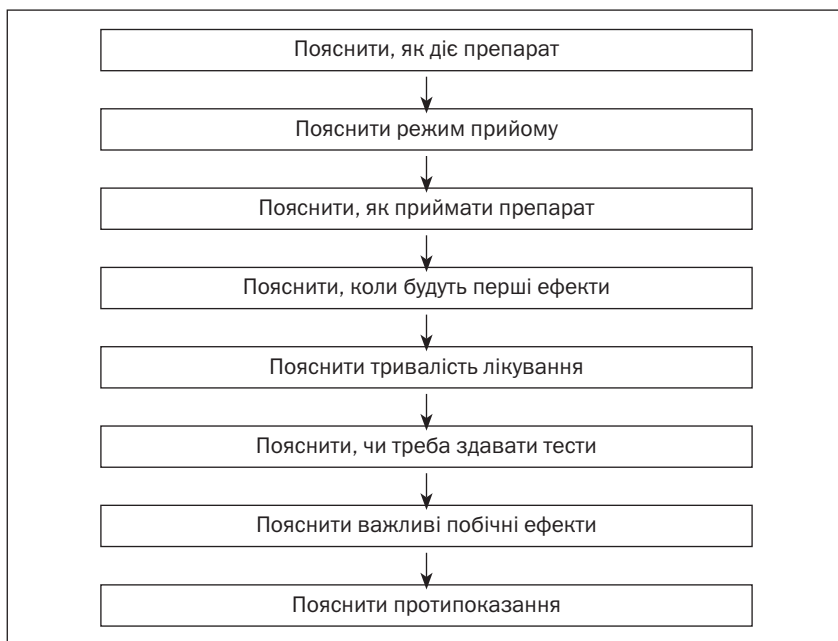 Пояснити, як діє препарат
Пояснити режим прийому
Пояснити, як приймати препарат
Пояснити, коли будуть перші ефекти
Пояснити тривалість лікування
Пояснити, чи треба здавати тести
Пояснити важливі побічні ефекти
Пояснити протипоказання